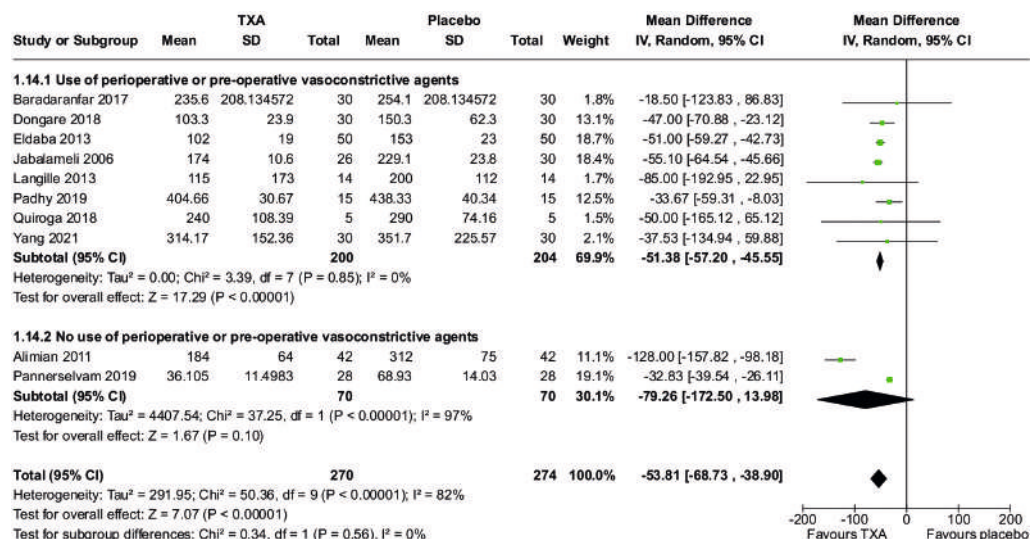 TXA Placebo Mean Difference Mean Difference
Study or Subgroup Mean SD Total Mean SD Total Weight IV, Random, 95% CI IV, Random, 95% CI
1.14.1 Use of perioperative or pre-operative vasoconstrictive agents
Baradaranfar 2017 235.6 208.134572 30 254.1 208.134572 30 1.8% -18.50 [-123.83 , 86.83]
Dongare 2018 103.3 23.9 30 150.3 62.3 30 13.1% -47.00 [-70.88 , -23.12]
Eldaba 2013 102 19 50 153 23 50 18.7% -51.00 [-59.27 , -42.73]
Jabalameli 2006 174 10.6 26 229.1 23.8 30 18.4% -55.10 [-64.54 , -45.66]
Langille 2013 115 173 14 200 112 14 1.7% -85.00 [-192.95 , 22.95]
Padhy 2019 404.66 30.67 15 438.33 40.34 15 12.5% -33.67 [-59.31 , -8.03]
Quiroga 2018 240 108.39 5 290 74.16 5 1.5% -50.00 [-165.12 , 65.12]
Yang 2021 314.17 152.36 30 351.7 225.57 30 2.1% -37.53 [-134.94 , 59.88]
Subtotal (95% CI) 200 204 69.9% -51.38 [-57.20 , -45.55]
Heterogeneity: Tau² = 0.00; Chi² = 3.39, df = 7 (P = 0.85); I² = 0%
Test for overall effect: Z = 17.29 (P < 0.00001)
1.14.2 No use of perioperative or pre-operative vasoconstrictive agents
Alimian 2011 184 64 42 312 75 42 11.1% -128.00 [-157.82 , -98.18]
Pannerselvam 2019 36.105 11.4983 28 68.93 14.03 28 19.1% -32.83 [-39.54 , -26.11]
Subtotal (95% CI) 70 70 30.1% -79.26 [-172.50 , 13.98]
Heterogeneity: Tau² = 4407.54; Chi² = 37.25, df = 1 (P < 0.00001); I² = 97%
Test for overall effect: Z = 1.67 (P = 0.10)
Total (95% CI) 270 274 100.0% -53.81 [-68.73 , -38.90]
Heterogeneity: Tau² = 291.95; Chi² = 50.36, df = 9 (P < 0.00001); I² = 82%
Test for overall effect: Z = 7.07 (P < 0.00001)
Test for subgroup differences: Chi² = 0.34, df = 1 (P = 0.56), I² = 0%
-200 -100 0 100 200
Favours TXA Favours placebo